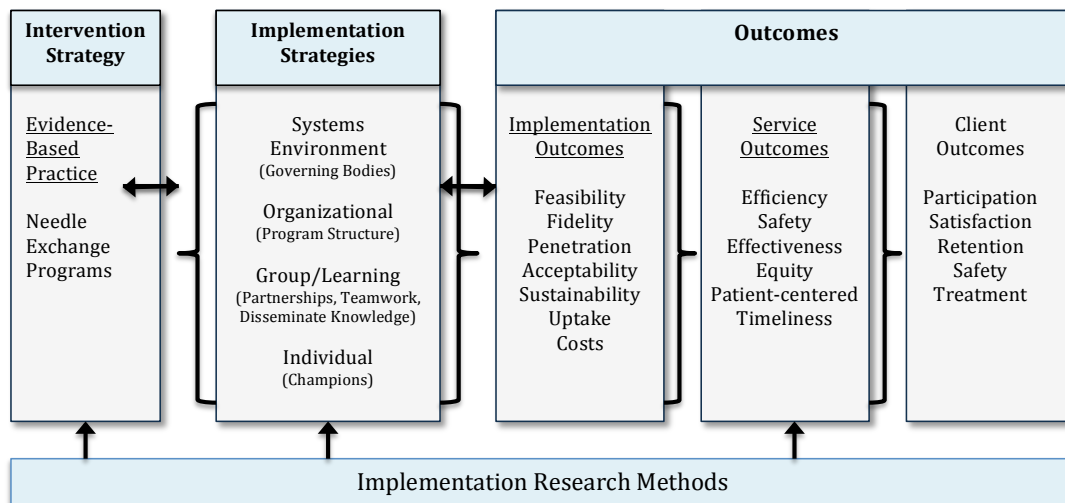 Intervention
Strategy
Evidence-
Based
Practice
Needle
Exchange
Programs
Implementation
Strategies
Systems
Environment
(Governing Bodies)
Organizational
(Program Structure)
Group/Learning
(Partnerships, Teamwork,
Disseminate Knowledge)
Individual
(Champions)
Outcomes
Implementation
Outcomes
Feasibility
Fidelity
Penetration
Acceptability
Sustainability
Uptake
Costs
Service
Outcomes
Efficiency
Safety
Effectiveness
Equity
Patient-centered
Timeliness
Client
Outcomes
Participation
Satisfaction
Retention
Safety
Treatment
Implementation Research Methods